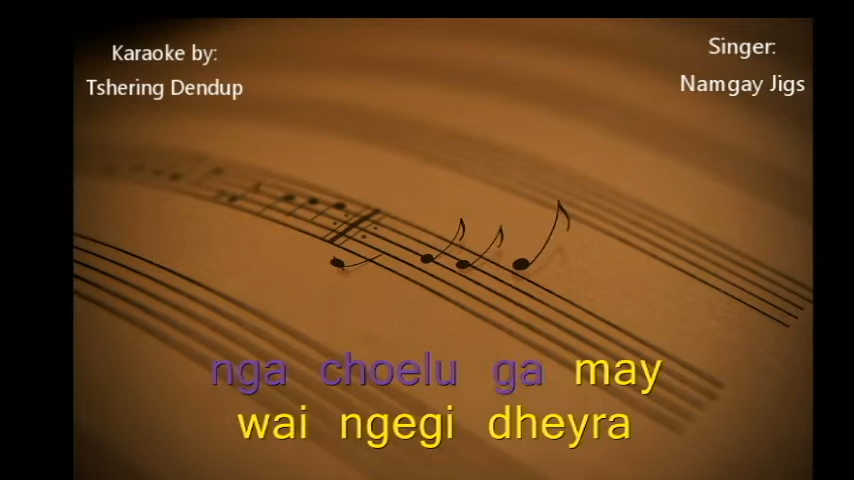 Karaoke by:
Tshering Dendup
Singer:
Namgay Jigs
nga choelu ga may
wai ngegi dheyra